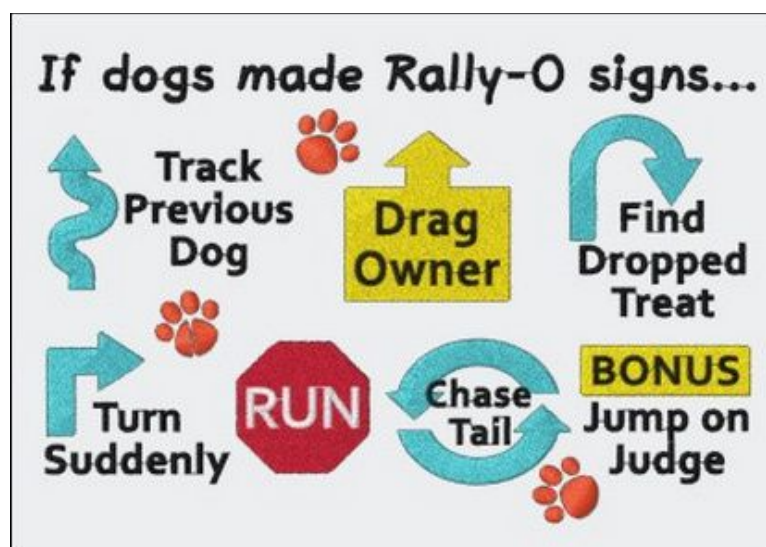 If dogs made Rally-O signs...
Track
Previous
Dog
Drag
Owner
Find
Dropped
Treat
Turn
Suddenly
RUN
Chase
Tail
BONUS
Jump on
Judge